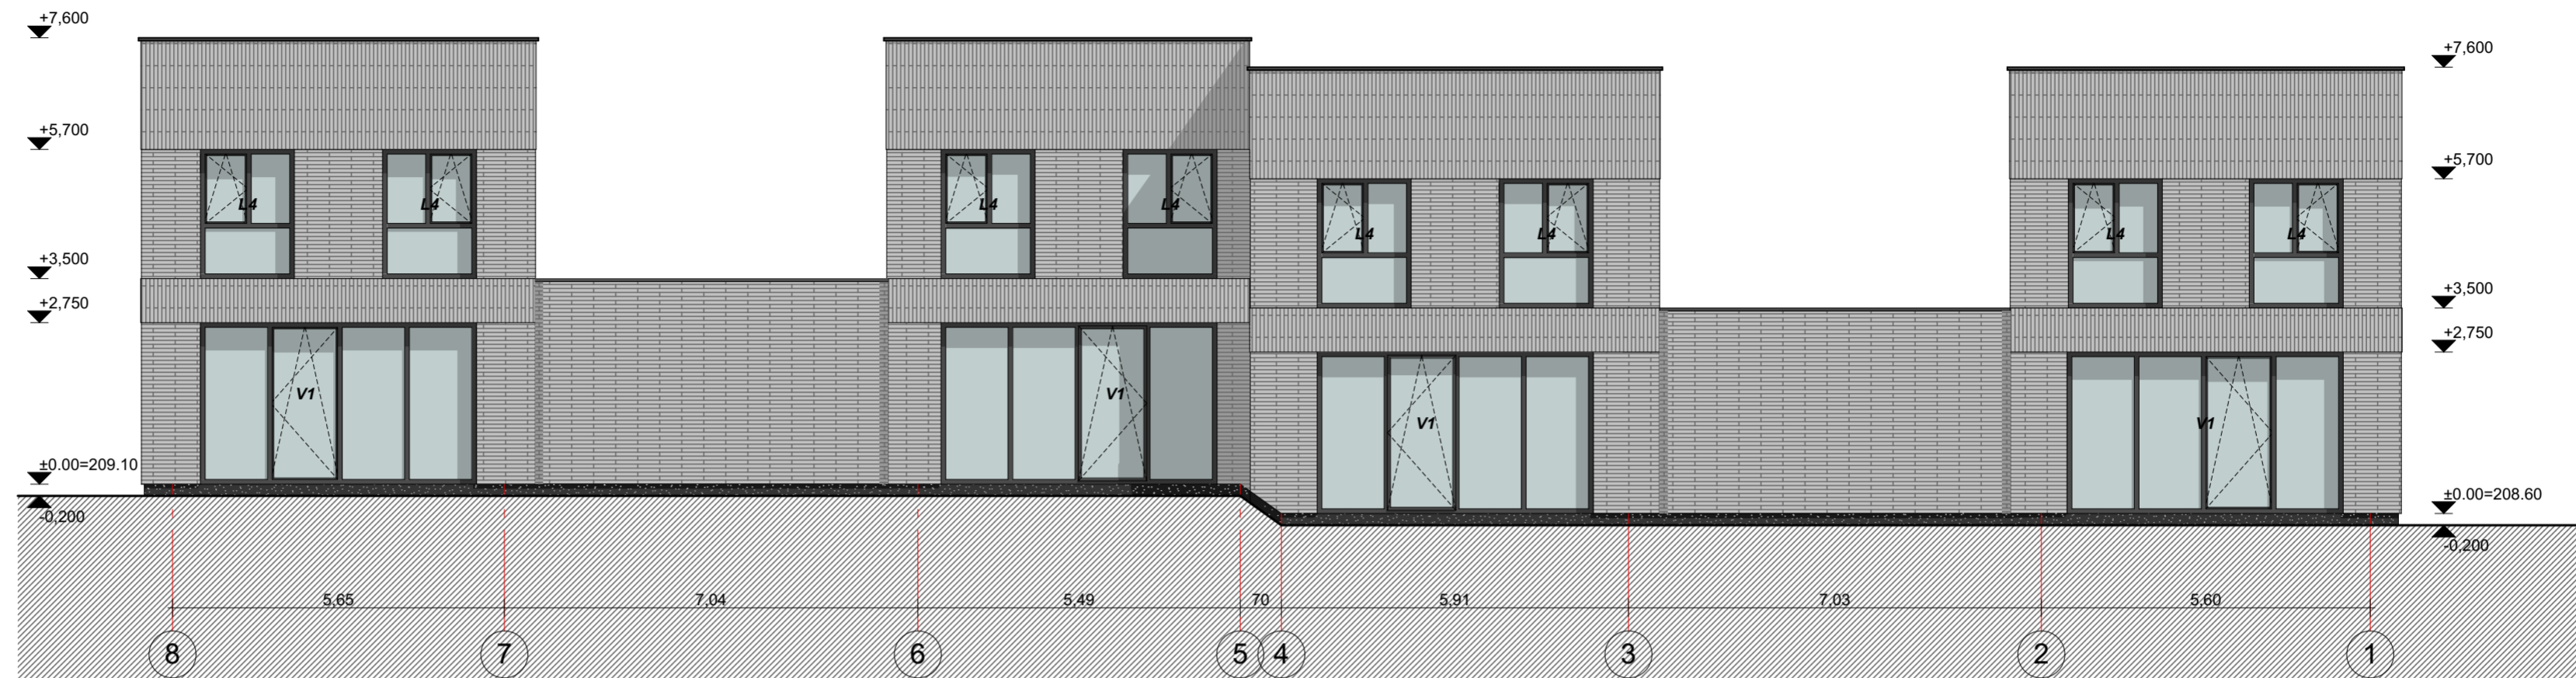 +7,600
+7,600
+5,700
+5,700
L4 L4 L4 L4
L4 L4 L4 L4
+3,500
+3,500
+2,750
+2,750
V1 V1
V1 V1
±0.00=209.10
±0.00=208.60
-0,200
-0,200
5,65 7,04 5,49 70 5,91 7,03 5,60
8 7 6 5 4 3 2 1